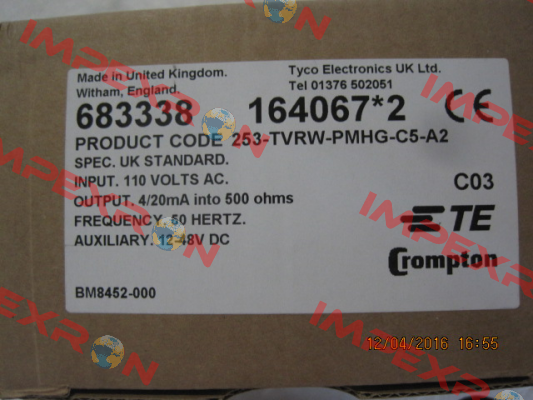 Made in United Kingdom. Tyco Electronics UK Ltd.
Witham, England. Tel 01376 502051
683338 164067*2 CE
PRODUCT CODE 253-TVRW-PMHG-C5-A2
SPEC. UK STANDARD.
INPUT. 110 VOLTS AC. C03
OUTPUT. 4/20mA into 500 ohms
FREQUENCY. 50 HERTZ. TE
AUXILIARY. 12-48V DC
Crompton
BM8452-000
12/04/2016 16:55
IMPEXRON